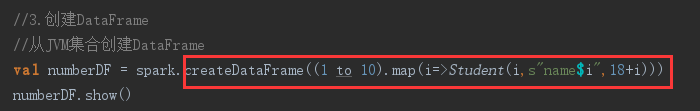 //3.创建DataFrame
//从JVM集合创建DataFrame
val numberDF = spark.createDataFrame((1 to 10).map(i=>Student(i,s"name$i",18+i)))
numberDF.show()